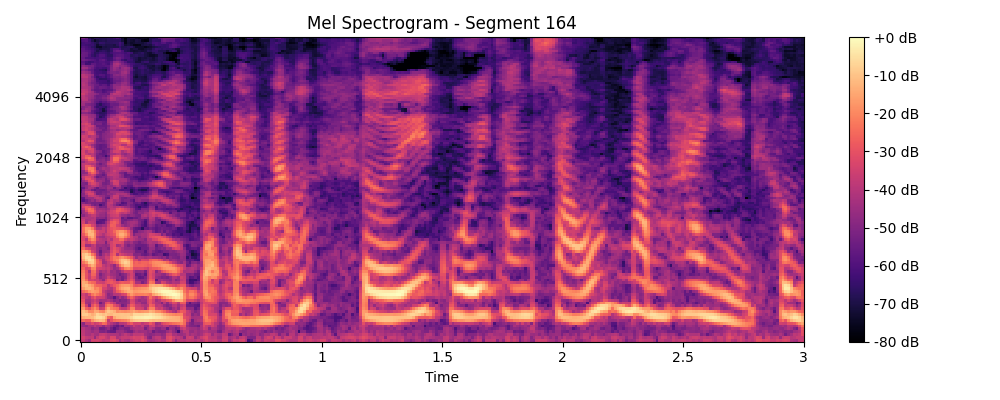 Mel Spectrogram - Segment 164
Frequency
4096
2048
1024
512
0
0
0.5
1
1.5
2
2.5
3
Time
+0 dB
-10 dB
-20 dB
-30 dB
-40 dB
-50 dB
-60 dB
-70 dB
-80 dB